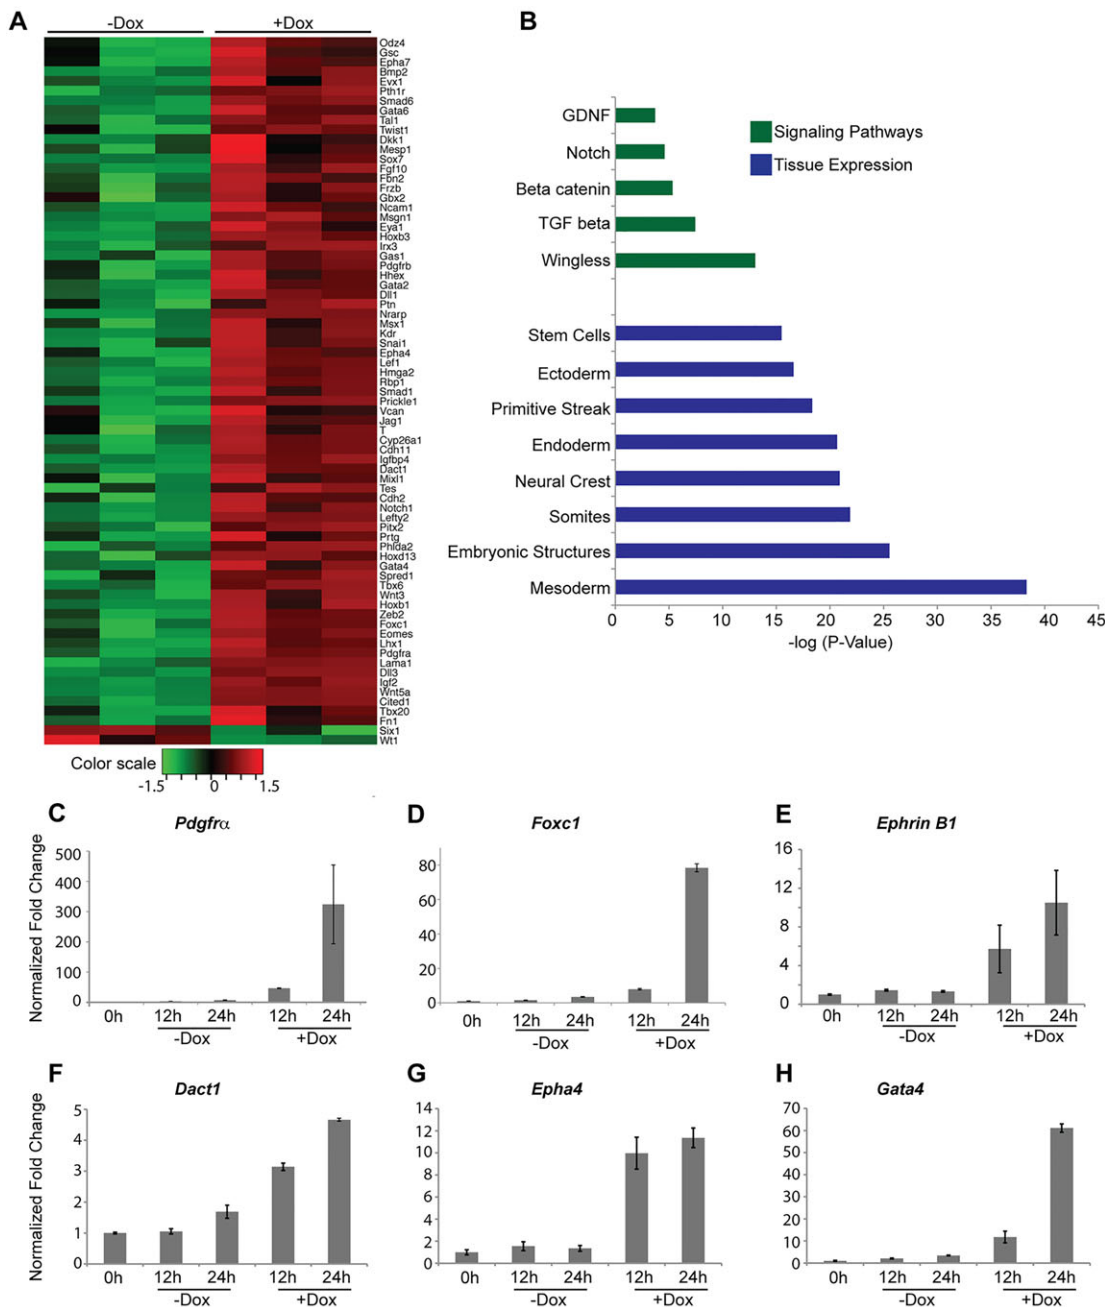 A
-Dox
+Dox
Odz4
Gsc
Epha7
Bmp2
Evx1
Pth1r
Smad6
Gata6
Tal1
Twist1
Dkk1
Mesp1
Sox7
Fgf10
Fbn2
Frzb
Gbx2
Ncam1
Msgn1
Eya1
Hoxb3
Irx3
Gas1
Pdgfrb
Hhex
Gata2
Dll1
Ptn
Nrarp
Msx1
Kdr
Snai1
Epha4
Lef1
Hmga2
Rbp1
Smad1
Prickle1
Vcan
Jag1
T
Cyp26a1
Cdh11
Igfbp4
Dact1
Mixl1
Tes
Cdh2
Notch1
Lefty2
Pitx2
Prtg
Phlda2
Hoxd13
Gata4
Spred1
Tbx6
Wnt3
Hoxb1
Zeb2
Foxc1
Eomes
Lhx1
Pdgfra
Lama1
Dll3
Igf2
Wnt5a
Cited1
Tbx20
Fn1
Six1
Wt1
Color scale
-1.5 0 1.5
B
GDNF
Notch
Beta catenin
TGF beta
Wingless
Stem Cells
Ectoderm
Primitive Streak
Endoderm
Neural Crest
Somites
Embryonic Structures
Mesoderm
Signaling Pathways
Tissue Expression
0 5 10 15 20 25 30 35 40 45
-log (P-Value)
C
Pdgfrα
Normalized Fold Change
500
400
300
200
100
0
0h 12h 24h 12h 24h
-Dox +Dox
D
Foxc1
80
60
40
20
0
0h 12h 24h 12h 24h
-Dox +Dox
E
Ephrin B1
16
12
8
4
0
0h 12h 24h 12h 24h
-Dox +Dox
F
Dact1
Normalized Fold Change
5
4
3
2
1
0
0h 12h 24h 12h 24h
-Dox +Dox
G
Epha4
14
12
10
8
6
4
2
0
0h 12h 24h 12h 24h
-Dox +Dox
H
Gata4
70
60
50
40
30
20
10
0
0h 12h 24h 12h 24h
-Dox +Dox